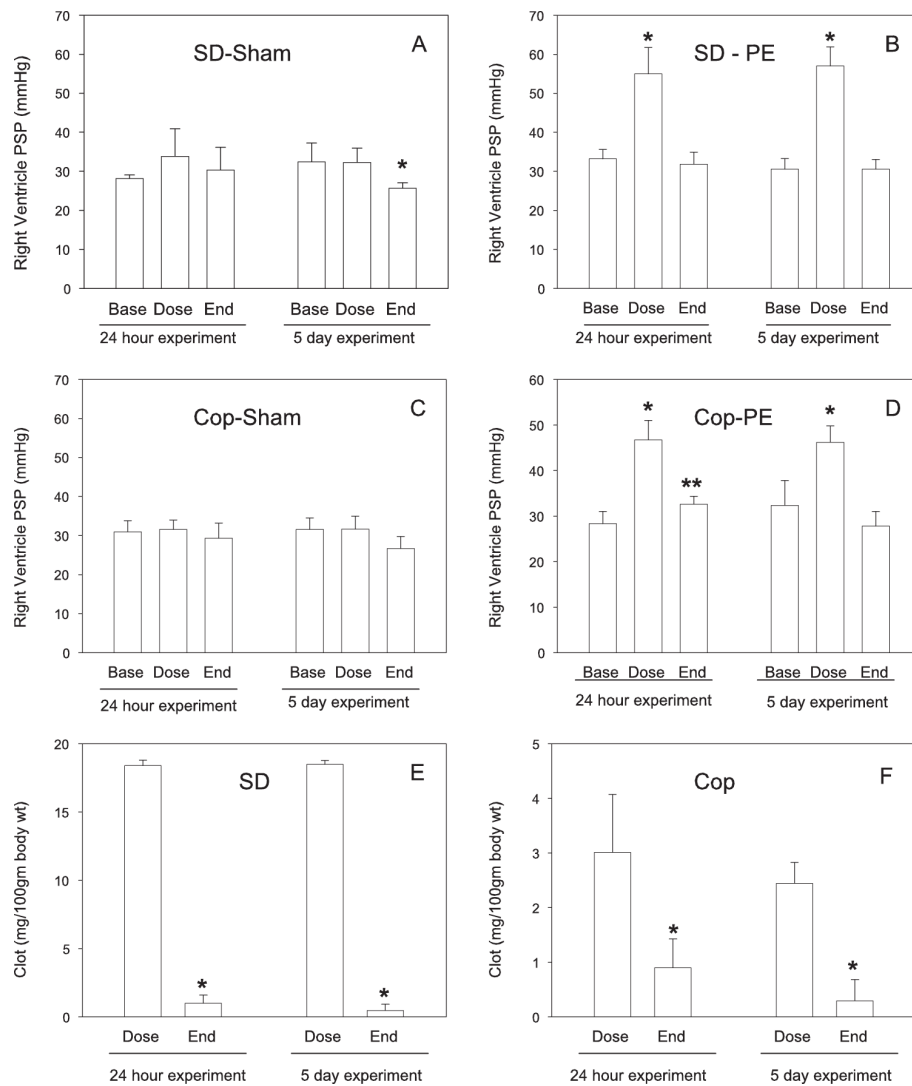 A
SD-Sham
Right Ventricle PSP (mmHg)
70
60
50
40
30
20
10
0
*
Base Dose End Base Dose End
24 hour experiment 5 day experiment
B
SD - PE
Right Ventricle PSP (mmHg)
70
60
50
40
30
20
10
0
* *
Base Dose End Base Dose End
24 hour experiment 5 day experiment
C
Cop-Sham
Right Ventricle PSP (mmHg)
70
60
50
40
30
20
10
0
Base Dose End Base Dose End
24 hour experiment 5 day experiment
D
Cop-PE
Right Ventricle PSP (mmHg)
60
50
40
30
20
10
0
* ** *
Base Dose End Base Dose End
24 hour experiment 5 day experiment
E
SD
Clot (mg/100gm body wt)
20
15
10
5
0
* *
Dose End Dose End
24 hour experiment 5 day experiment
F
Cop
Clot (mg/100gm body wt)
5
4
3
2
1
0
* *
Dose End Dose End
24 hour experiment 5 day experiment